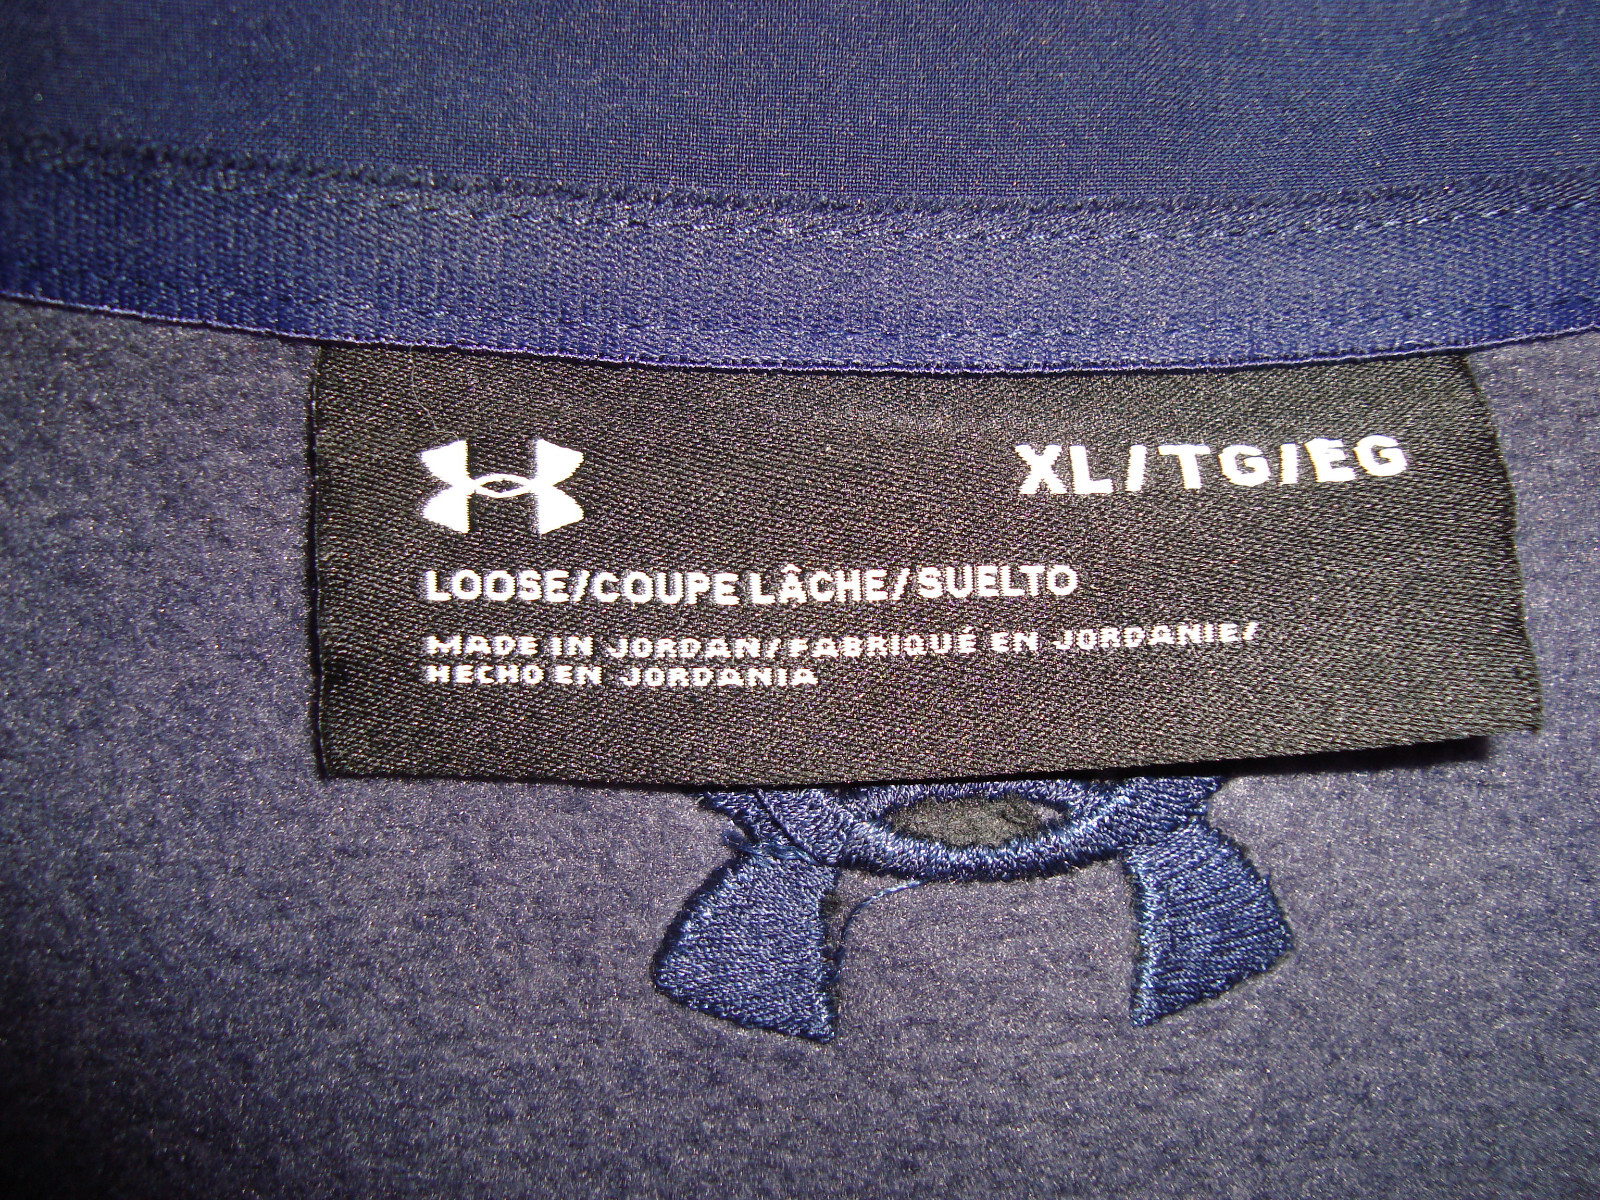 XL/TG/EG
LOOSE/COUPE LÂCHE/SUELTO
MADE IN JORDAN/FABRIQUÉ EN JORDANIE/
HECHO EN JORDANIA